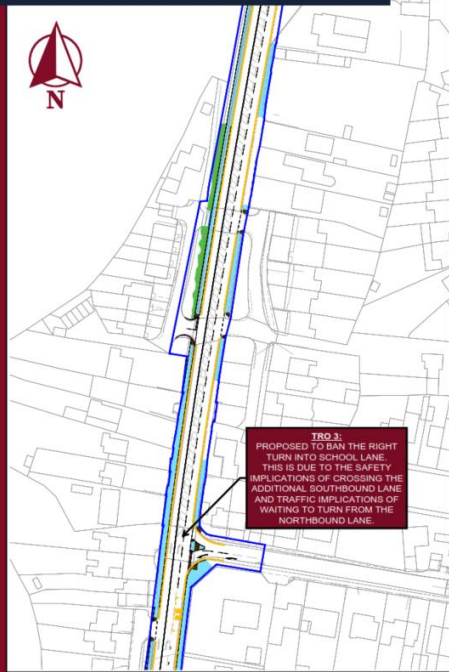 N
TRO 3:
PROPOSED TO BAN THE RIGHT
TURN INTO SCHOOL LANE.
THIS IS DUE TO THE SAFETY
IMPLICATIONS OF CROSSING THE
ADDITIONAL SOUTHBOUND LANE
AND TRAFFIC IMPLICATIONS OF
WAITING TO TURN FROM THE
NORTHBOUND LANE.